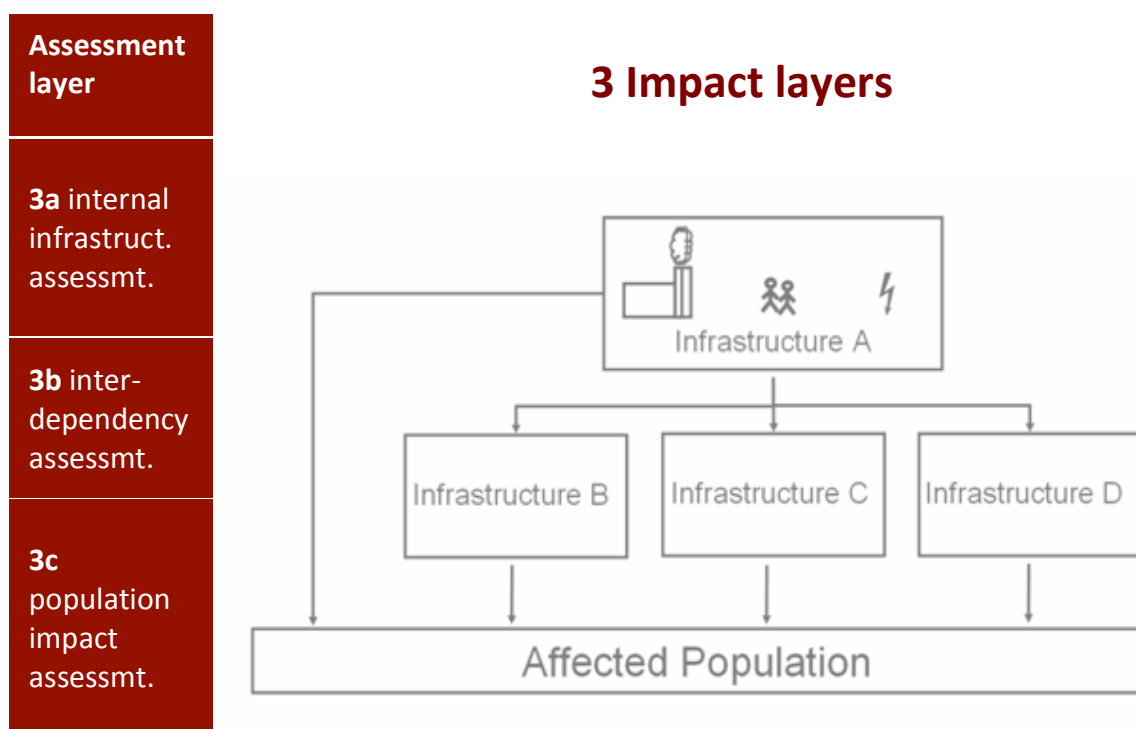 Assessment
layer
3 Impact layers
3a internal
infrastruct.
assessmt.
Infrastructure A
3b inter-
dependency
assessmt.
Infrastructure B
Infrastructure C
Infrastructure D
3c
population
impact
assessmt.
Affected Population